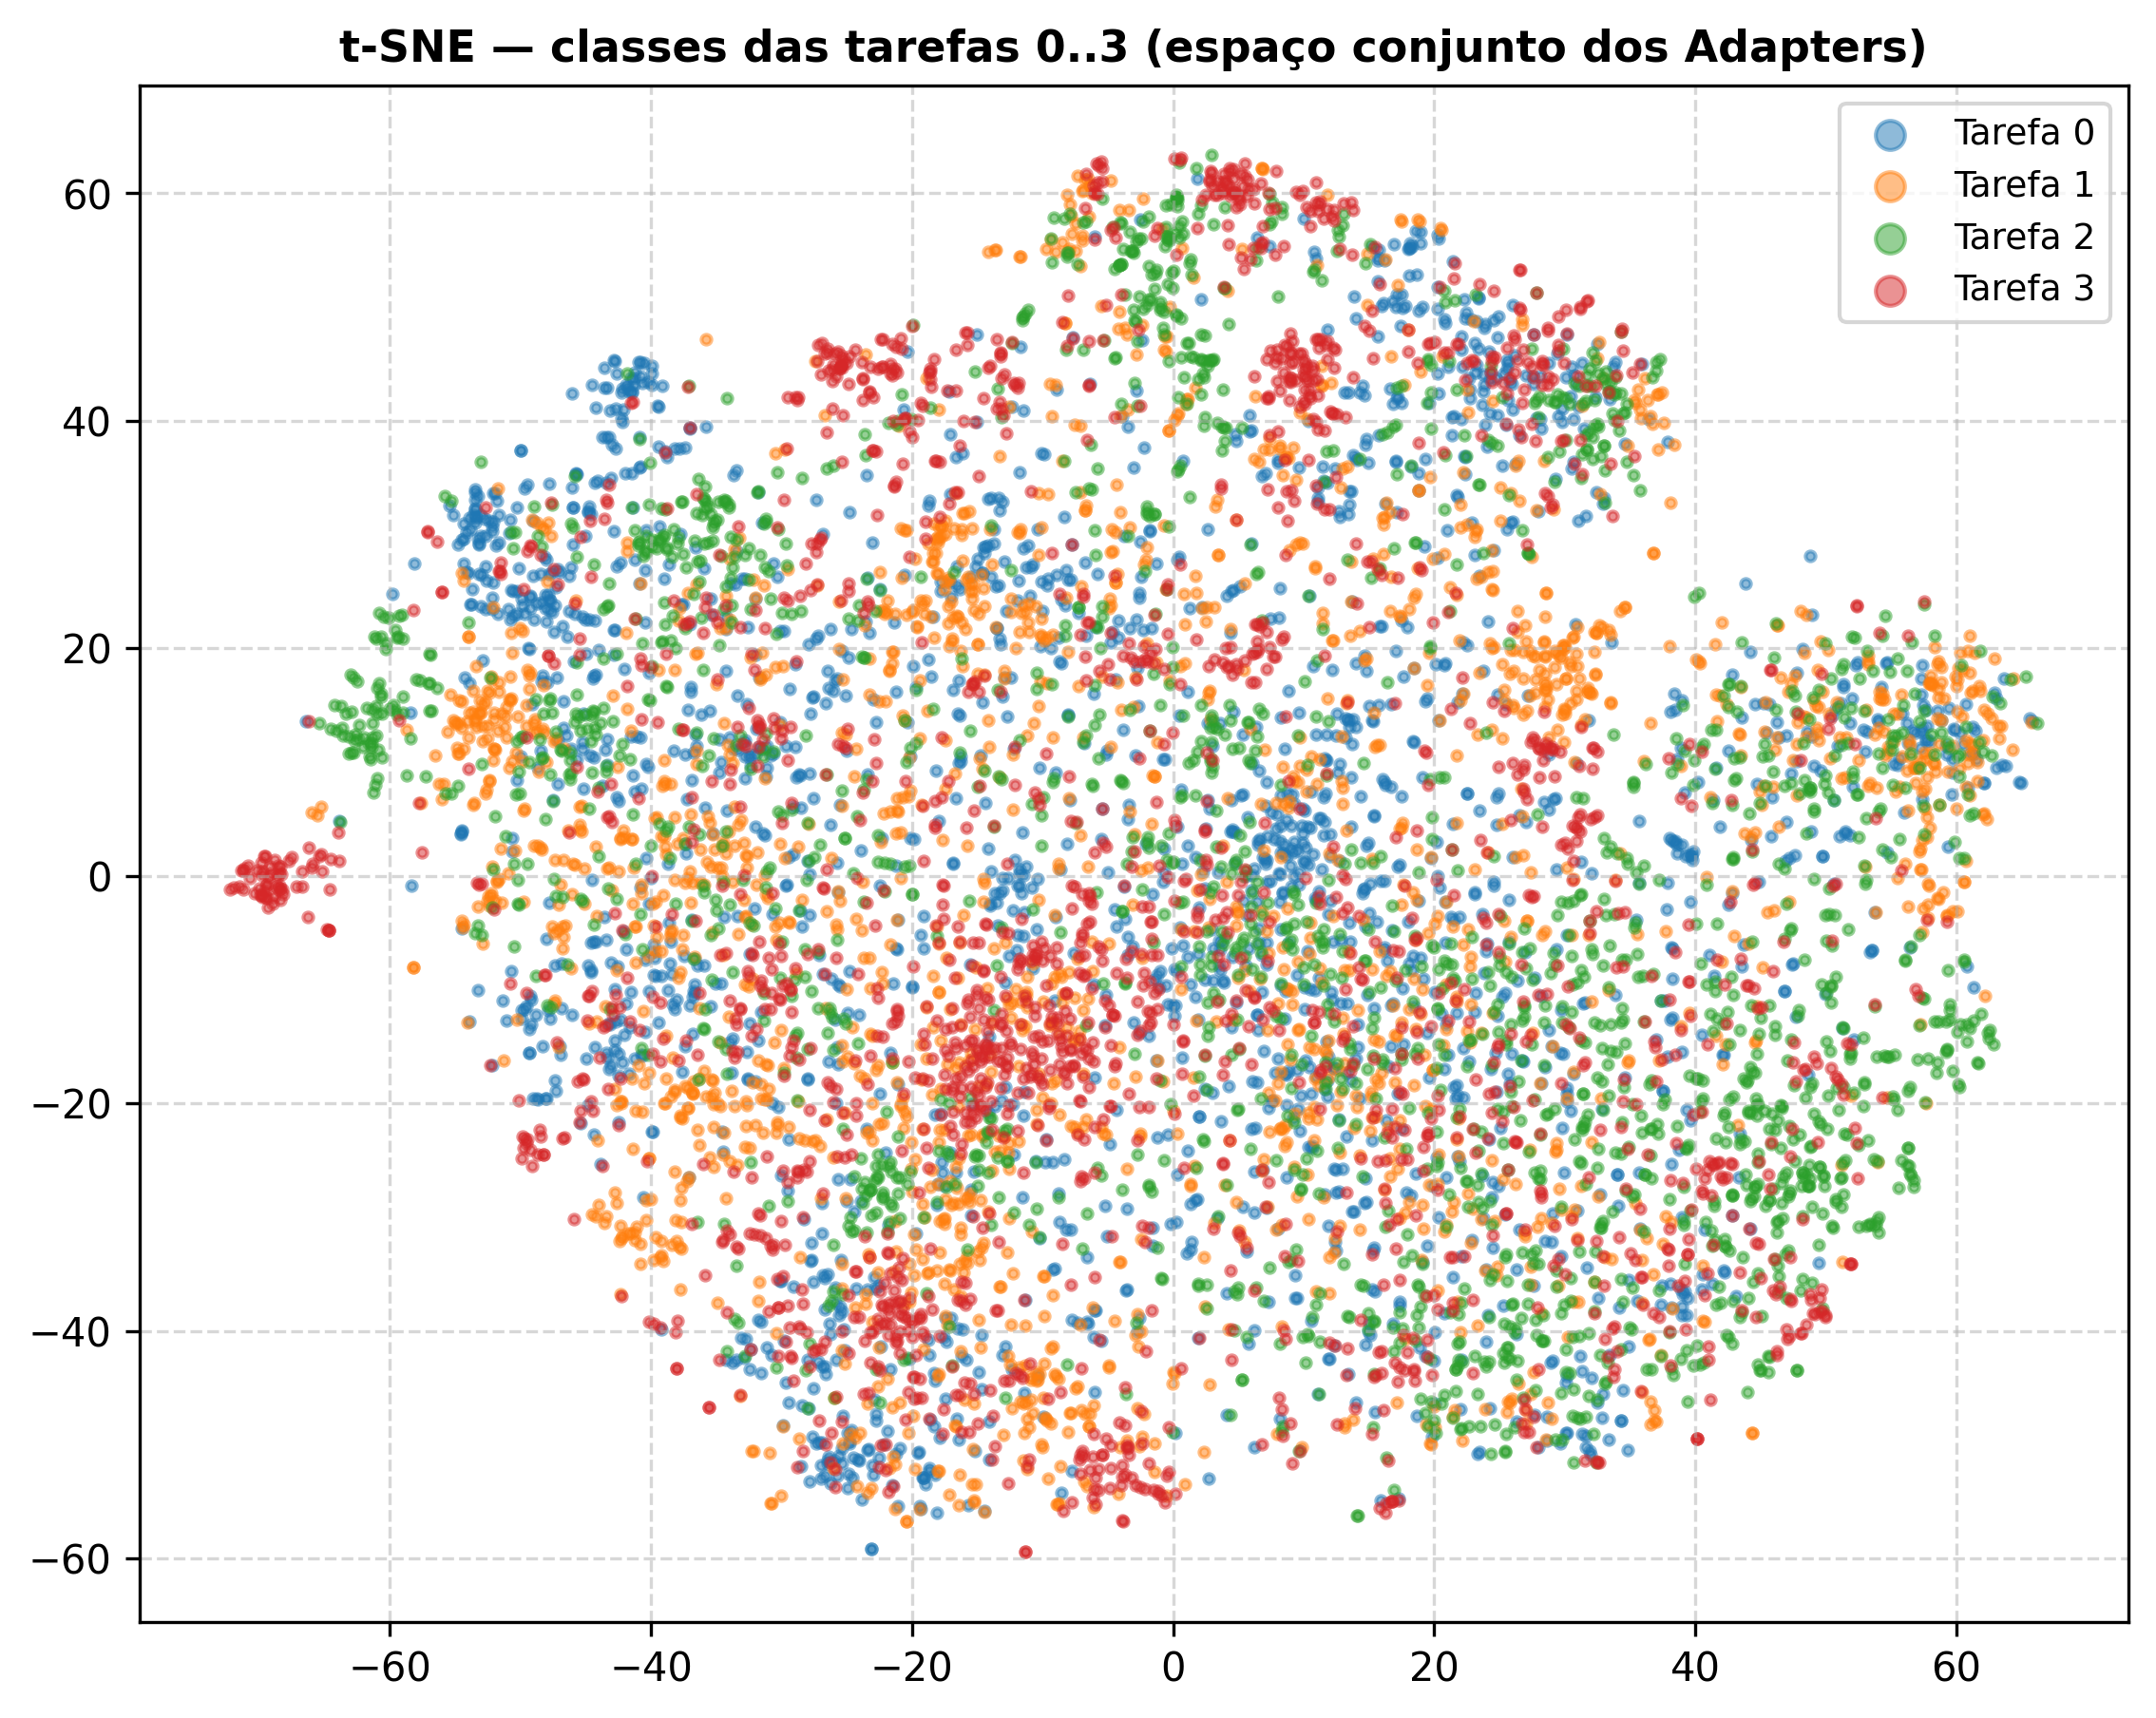 t-SNE — classes das tarefas 0..3 (espaço conjunto dos Adapters)
Tarefa 0
Tarefa 1
Tarefa 2
Tarefa 3
60
40
20
0
−20
−40
−60
−60 −40 −20 0 20 40 60